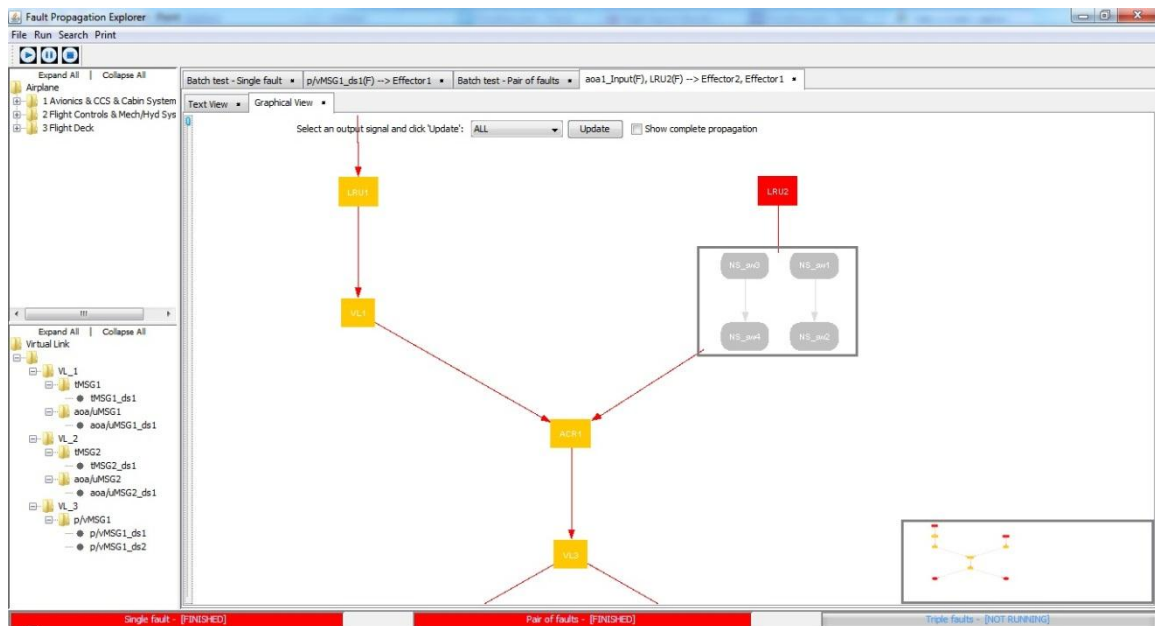 Fault Propagation Explorer
File Run Search Print
Expand All | Collapse All
Airplane
1 Avionics & CCS & Cabin System
2 Flight Controls & Mech/Hyd Sys
3 Flight Deck
Expand All | Collapse All
Virtual Link
VL_1
tMSG1
tMSG1_ds1
aoa/uMSG1
aoa/uMSG1_ds1
VL_2
tMSG2
tMSG2_ds1
aoa/uMSG2
aoa/uMSG2_ds1
VL_3
p/vMSG1
p/vMSG1_ds1
p/vMSG1_ds2
Batch test - Single fault
p/vMSG1_ds1(F) --> Effector1
Batch test - Pair of faults
aoa1_Input(F), LRU2(F) --> Effector2, Effector1
Text View
Graphical View
Select an output signal and click 'Update': ALL Update Show complete propagation
LRU1
LRU2
NS_sw3 NS_sw1
VL1
NS_sw4 NS_sw2
ACR1
VL3
Single fault - [FINISHED]
Pair of faults - [FINISHED]
Triple faults - [NOT RUNNING]